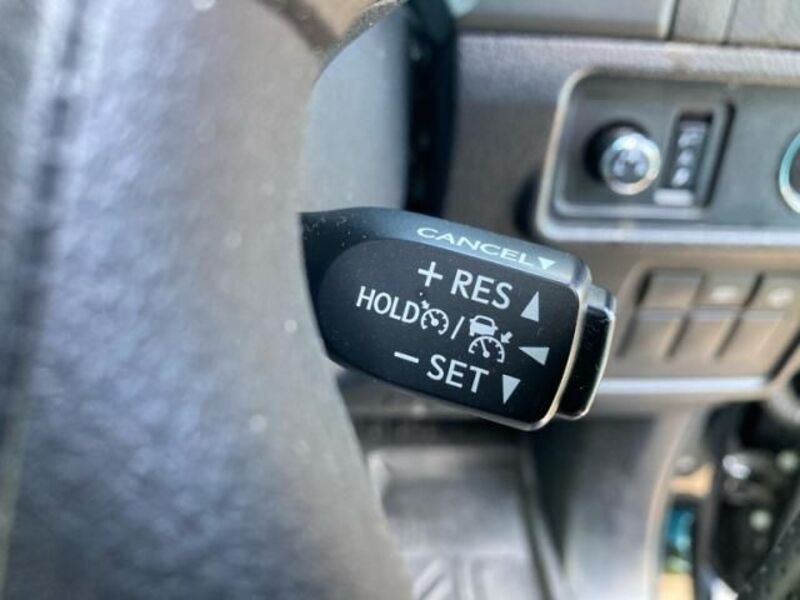 CANCEL▼
+ RES ▲
HOLD / ◀
− SET ▼